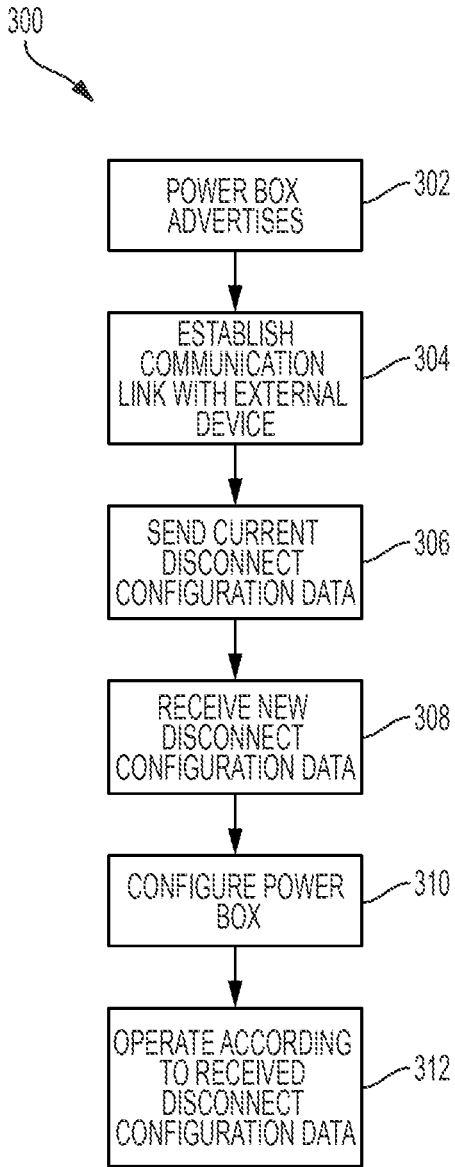 300
POWER BOX
ADVERTISES
302
ESTABLISH
COMMUNICATION
LINK WITH EXTERNAL
DEVICE
304
SEND CURRENT
DISCONNECT
CONFIGURATION DATA
306
RECEIVE NEW
DISCONNECT
CONFIGURATION DATA
308
CONFIGURE POWER
BOX
310
OPERATE ACCORDING
TO RECEIVED
DISCONNECT
CONFIGURATION DATA
312